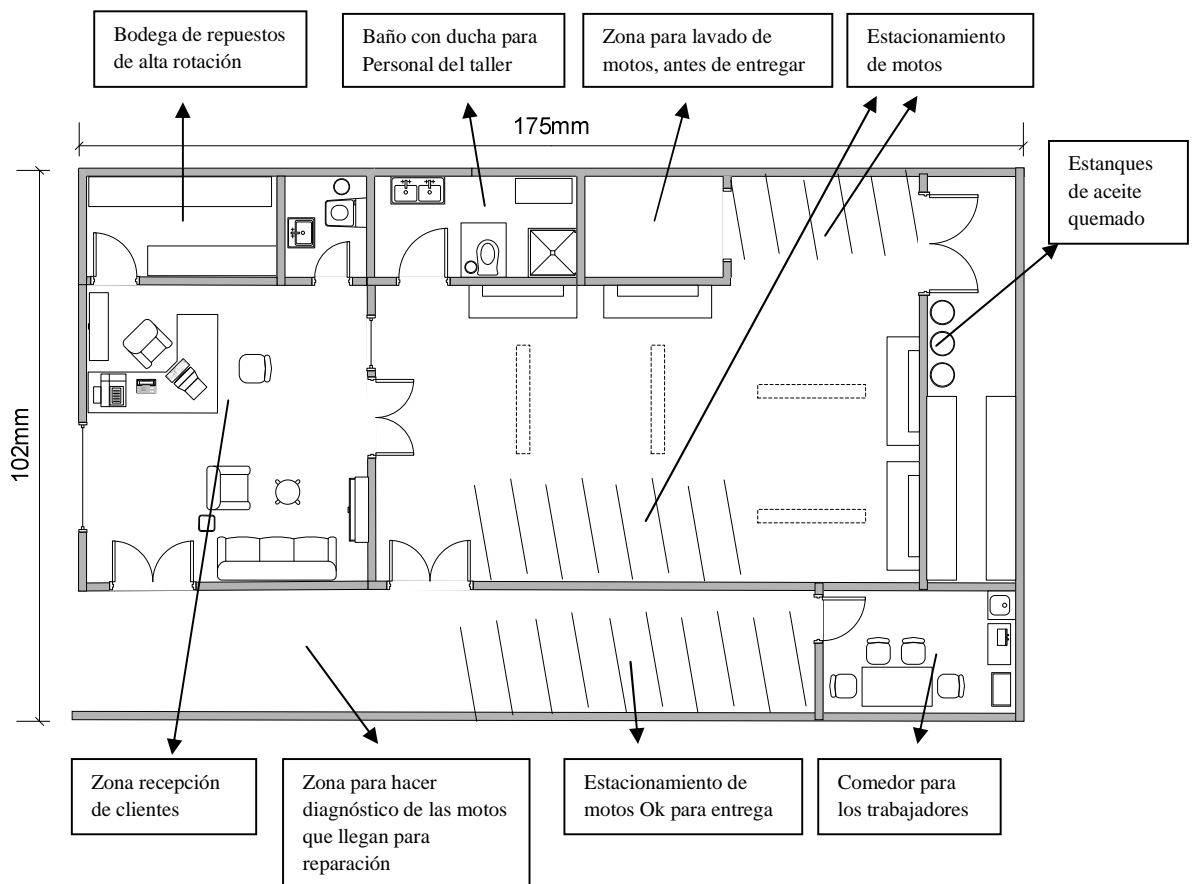 Bodega de repuestos
de alta rotación
Baño con ducha para
Personal del taller
Zona para lavado de
motos, antes de entregar
Estacionamiento
de motos
175mm
Estanques
de aceite
quemado
102mm
Zona recepción
de clientes
Zona para hacer
diagnóstico de las motos
que llegan para
reparación
Estacionamiento de
motos Ok para entrega
Comedor para
los trabajadores